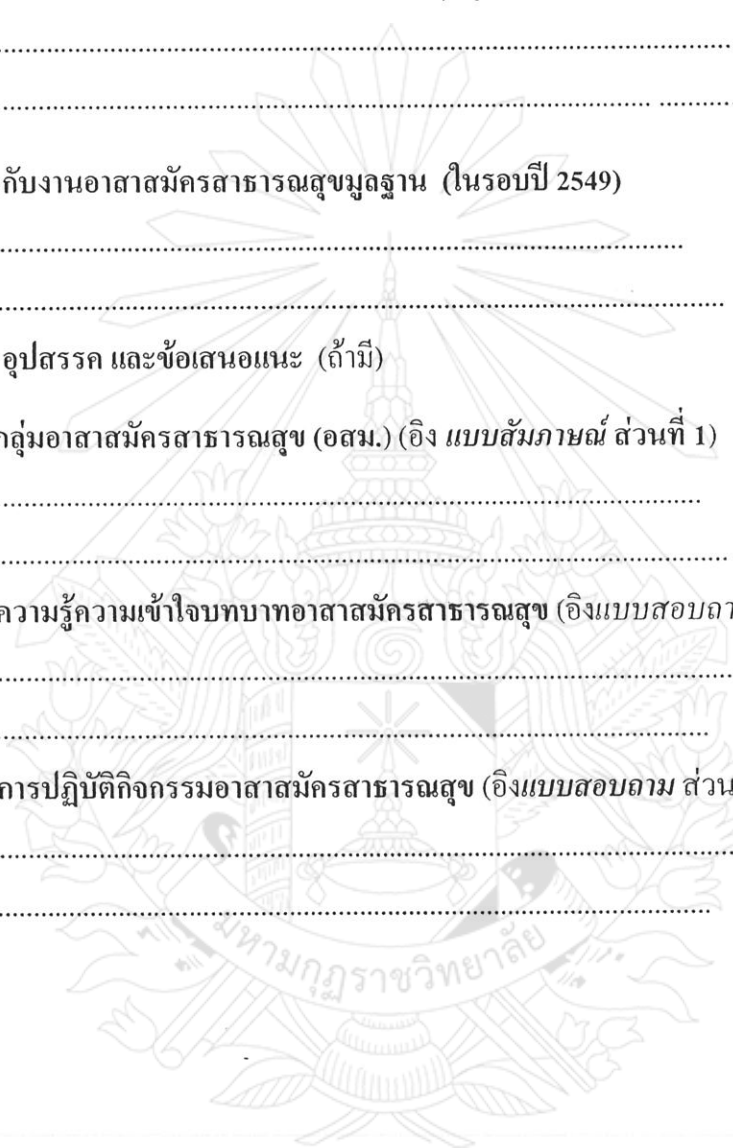 กับงานอาสาสมัครสาธารณสุขมูลฐาน (ในรอบปี 2549)
อุปสรรค และข้อเสนอแนะ (ถ้ามี)
กลุ่มอาสาสมัครสาธารณสุข (อสม.) (อิง แบบสัมภาษณ์ ส่วนที่ 1)
ความรู้ความเข้าใจบทบาทอาสาสมัครสาธารณสุข (อิงแบบสอบถา
การปฏิบัติกิจกรรมอาสาสมัครสาธารณสุข (อิงแบบสอบถาม ส่วน
มหามกุฏราชวิทยาลัย